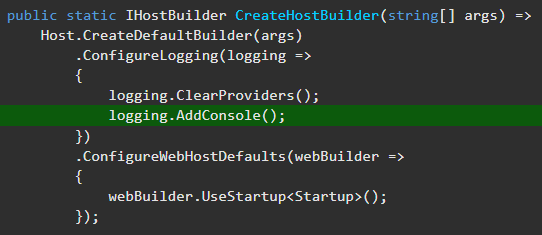 public static IHostBuilder CreateHostBuilder(string[] args) =>
    Host.CreateDefaultBuilder(args)
        .ConfigureLogging(logging =>
        {
            logging.ClearProviders();
            logging.AddConsole();
        })
        .ConfigureWebHostDefaults(webBuilder =>
        {
            webBuilder.UseStartup<Startup>();
        });